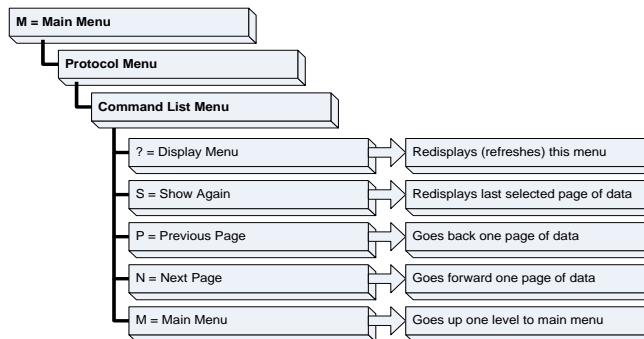 M = Main Menu
Protocol Menu
Command List Menu
? = Display Menu
Redisplays (refreshes) this menu
S = Show Again
Redisplays last selected page of data
P = Previous Page
Goes back one page of data
N = Next Page
Goes forward one page of data
M = Main Menu
Goes up one level to main menu